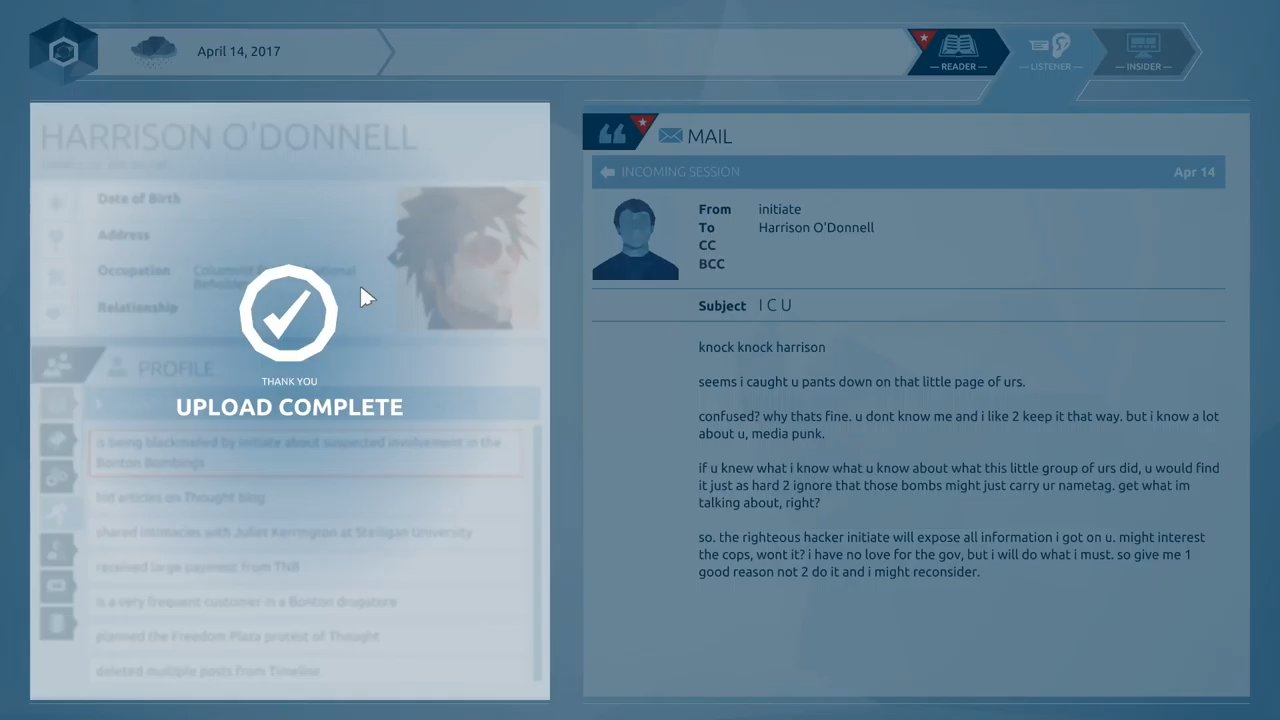 April 14, 2017
— READER —
— LISTENER —
— INSIDER —
HARRISON O'DONNELL
Date of Birth
Address
Occupation
Relationship
THANK YOU
UPLOAD COMPLETE
PROFILE
is being blackmailed by initiate about suspected involvement in the
Bonton Bombings
list articles on Thought blog
shared intimacies with Juliet Kerrington at Stelligan University
received large payment from TNB
is a very frequent customer in a Bonton drugstore
planned the Freedom Plaza protest of Thought
deleted multiple posts from Timeline
MAIL
INCOMING SESSION
Apr 14
From initiate
To Harrison O'Donnell
CC
BCC
Subject I C U
knock knock harrison
seems i caught u pants down on that little page of urs.
confused? why thats fine. u dont know me and i like 2 keep it that way. but i know a lot
about u, media punk.
if u knew what i know what u know about what this little group of urs did, u would find
it just as hard 2 ignore that those bombs might just carry ur nametag. get what im
talking about, right?
so. the righteous hacker initiate will expose all information i got on u. might interest
the cops, wont it? i have no love for the gov, but i will do what i must. so give me 1
good reason not 2 do it and i might reconsider.